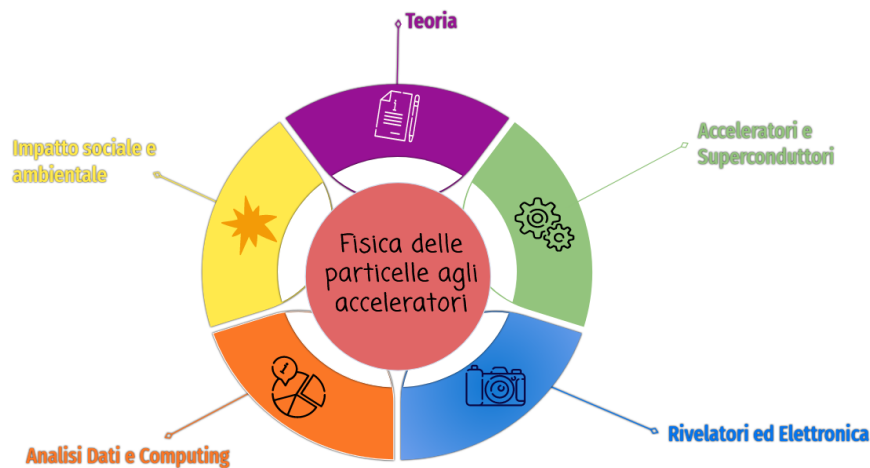 Teoria
Acceleratori e
Superconduttori
Impatto sociale e
ambientale
Fisica delle
particelle agli
acceleratori
Rivelatori ed Elettronica
Analisi Dati e Computing